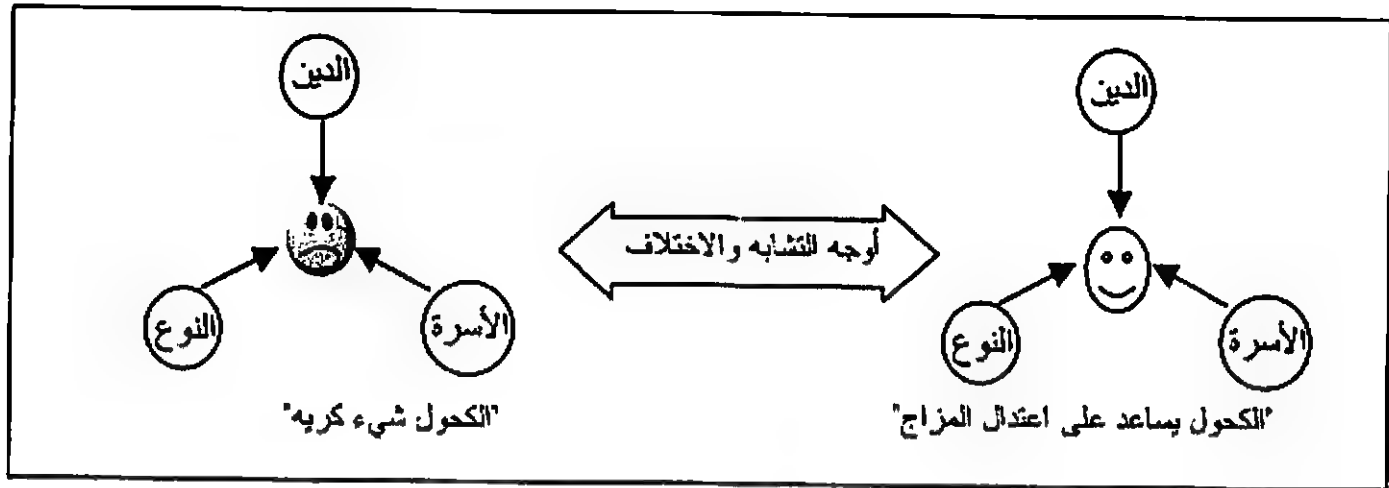 الدين
الدين
أوجه التشابه والاختلاف
الأسرة
النوع
الأسرة
النوع
"الكحول يساعد على اعتدال المزاج"
"الكحول شيء كريه"